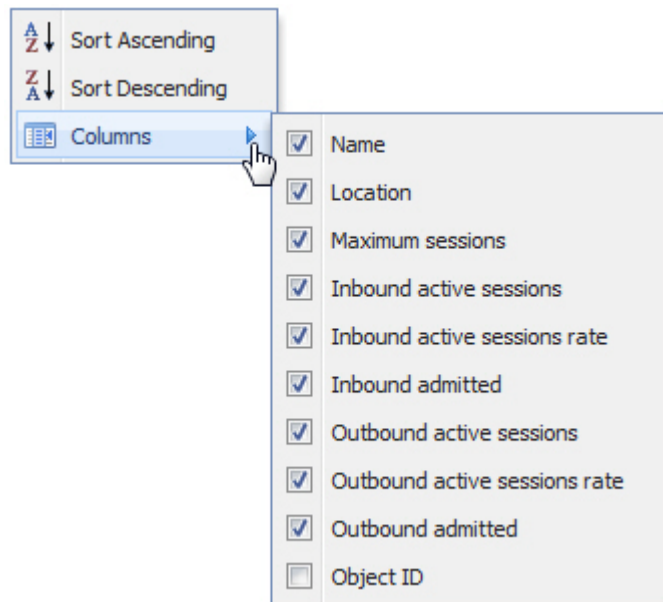 Sort Ascending
Sort Descending
Columns
Name
Location
Maximum sessions
Inbound active sessions
Inbound active sessions rate
Inbound admitted
Outbound active sessions
Outbound active sessions rate
Outbound admitted
Object ID